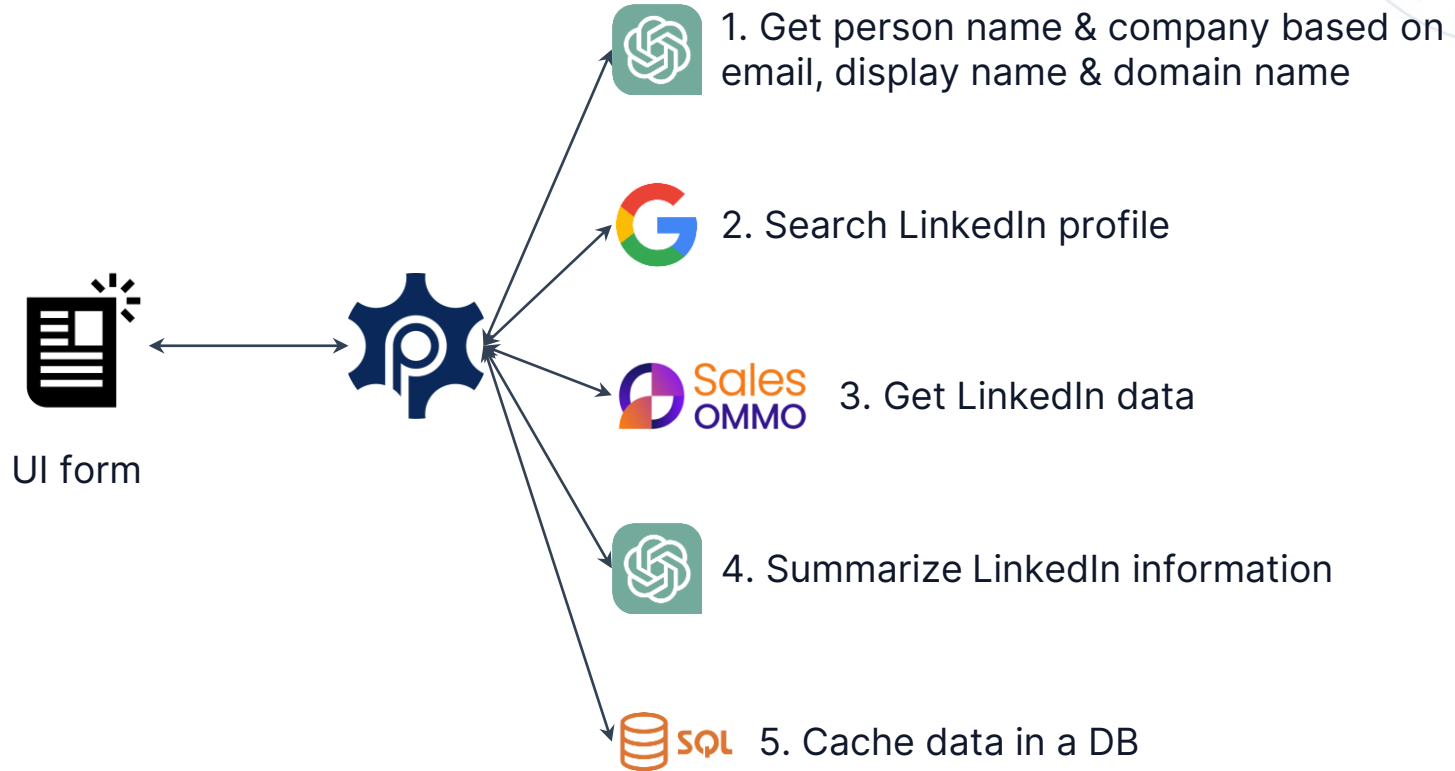 1. Get person name & company based on
email, display name & domain name
2. Search LinkedIn profile
Sales
OMMO
3. Get LinkedIn data
UI form
4. Summarize LinkedIn information
SQL
5. Cache data in a DB